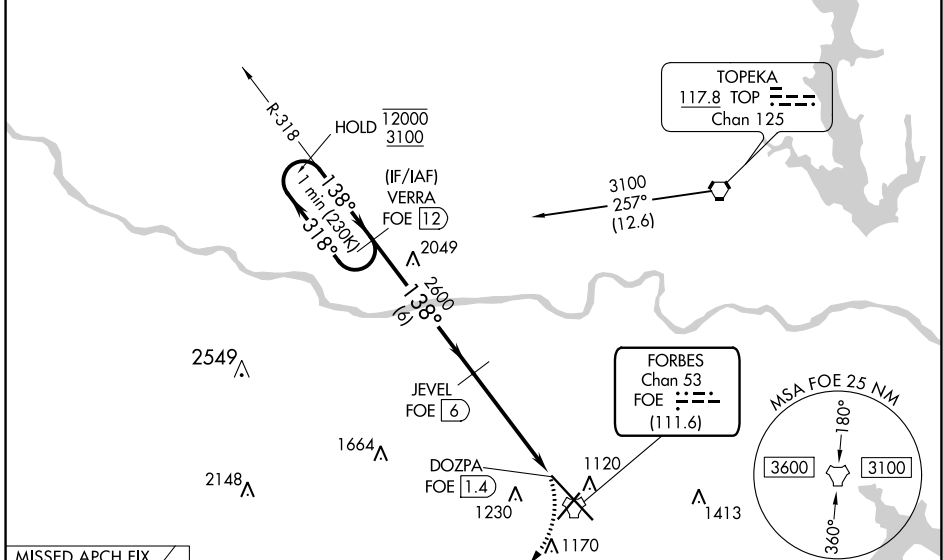 TOPEKA
117.8 TOP
Chan 125
R-318
HOLD 12000
3100
138°
1 min (230K)
318°
(IF/IAF)
VERRA
FOE 12
3100
257°
(12.6)
2049
2600
138°
(6)
2549
JEVEL
FOE 6
FORBES
Chan 53
FOE
(111.6)
MSA FOE 25 NM
180°
3600
3100
360°
1664
2148
DOZPA
FOE 1.4
1120
1230
1413
1170
MISSED APCH FIX